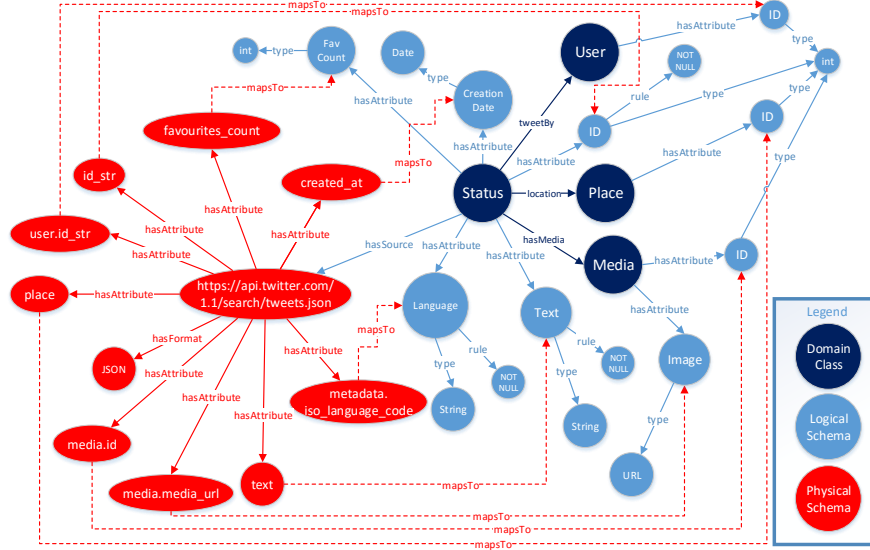 mapsTo
mapsTo
ID
hasAttribute
User
type
int
type
Fav
Count
Date
type
NOT
NULL
int
mapsTo
hasAttribute
Creation
Date
rule
type
type
favourites_count
tweetBy
ID
ID
hasAttribute
hasAttribute
hasAttribute
type
mapsTo
id_str
created_at
Status
location
Place
hasAttribute
hasAttribute
user.id_str
hasAttribute
hasAttribute
hasSource
hasAttribute
hasAttribute
hasMedia
Media
hasAttribute
ID
place
hasAttribute
https://api.twitter.com/
1.1/search/tweets.json
Language
Text
hasAttribute
hasFormat
mapsTo
hasAttribute
JSON
hasAttribute
type
rule
NOT
NULL
type
rule
NOT
NULL
Image
metadata.
iso_language_code
hasAttribute
String
String
type
media.id
URL
media.media_url
text
mapsTo
mapsTo
mapsTo
mapsTo
Legend
Domain
Class
Logical
Schema
Physical
Schema